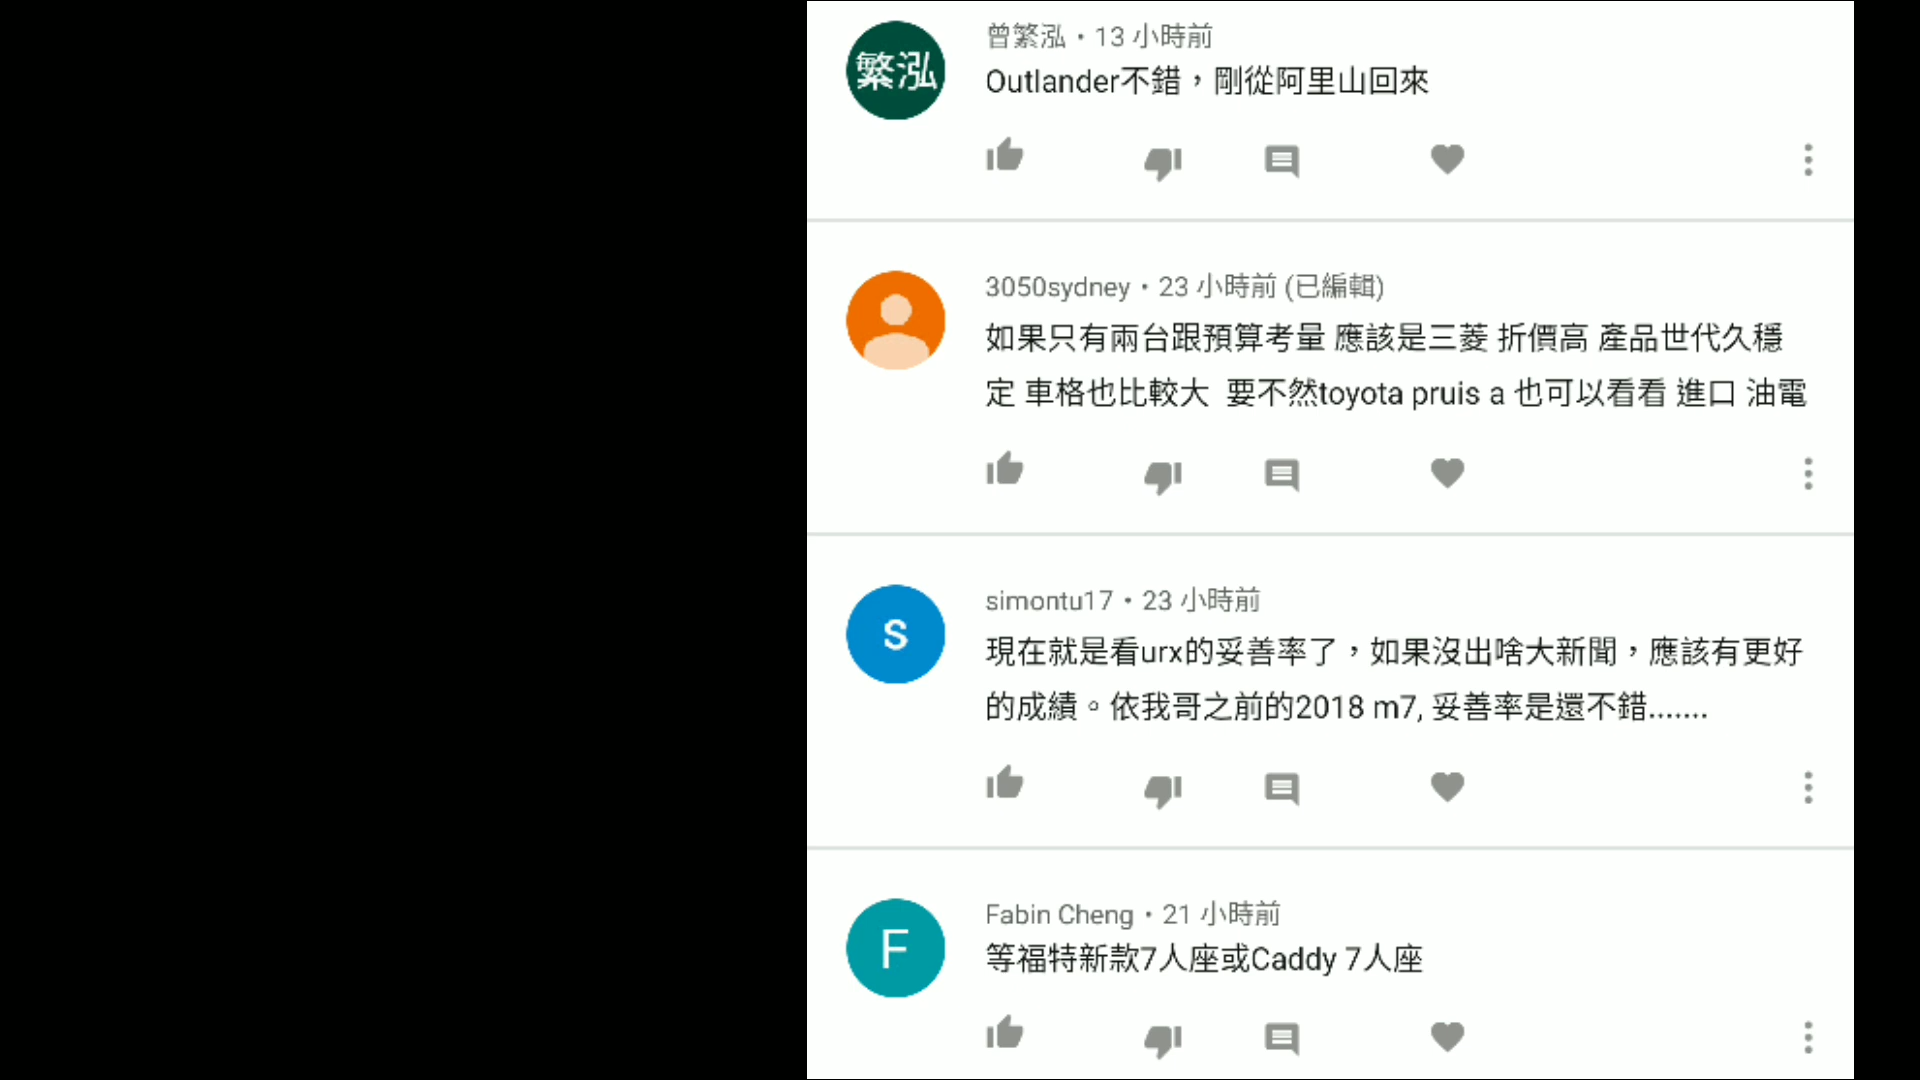 繁泓
曾繁泓 • 13 小時前
Outlander不錯，剛從阿里山回來
3050sydney • 23 小時前 (已編輯)
如果只有兩台跟預算考量 應該是三菱 折價高 產品世代久穩
定 車格也比較大 要不然toyota pruis a 也可以看看 進口 油電
S
simontu17 • 23 小時前
現在就是看urx的妥善率了，如果沒出啥大新聞，應該有更好
的成績。依我哥之前的2018 m7, 妥善率是還不錯.......
F
Fabin Cheng • 21 小時前
等福特新款7人座或Caddy 7人座